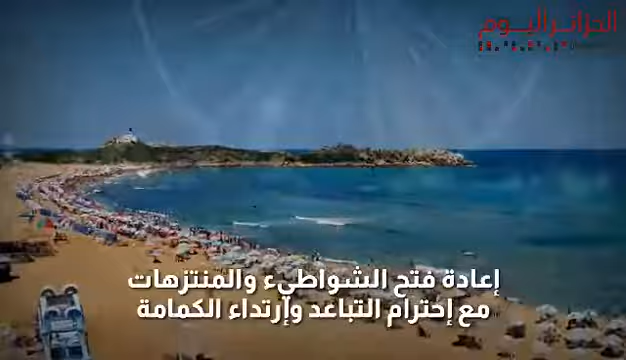 الجزائر اليوم
إعادة فتح الشواطيء والمنتزهات
مع إحترام التباعد وإرتداء الكمامة